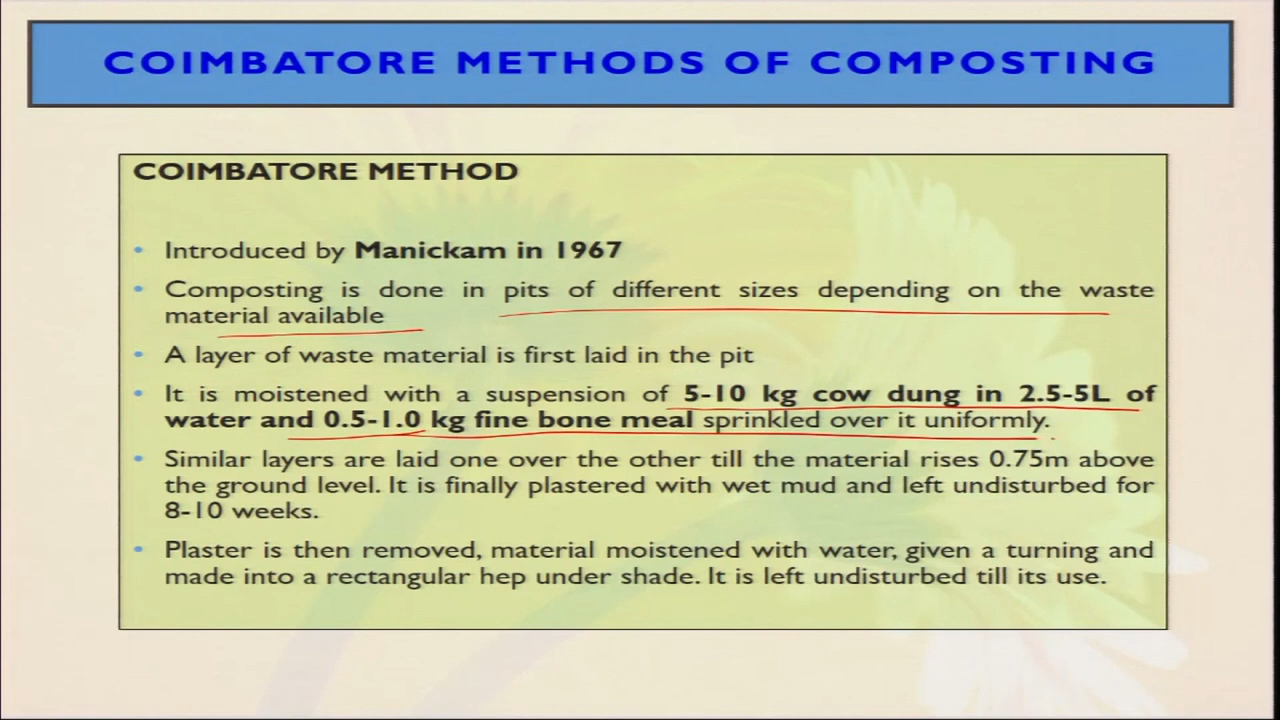 COIMBATORE METHODS OF COMPOSTING
COIMBATORE METHOD
• Introduced by Manickam in 1967
• Composting is done in pits of different sizes depending on the waste
material available
• A layer of waste material is first laid in the pit
• It is moistened with a suspension of 5-10 kg cow dung in 2.5-5L of
water and 0.5-1.0 kg fine bone meal sprinkled over it uniformly.
• Similar layers are laid one over the other till the material rises 0.75m above
the ground level. It is finally plastered with wet mud and left undisturbed for
8-10 weeks.
• Plaster is then removed, material moistened with water, given a turning and
made into a rectangular hep under shade. It is left undisturbed till its use.